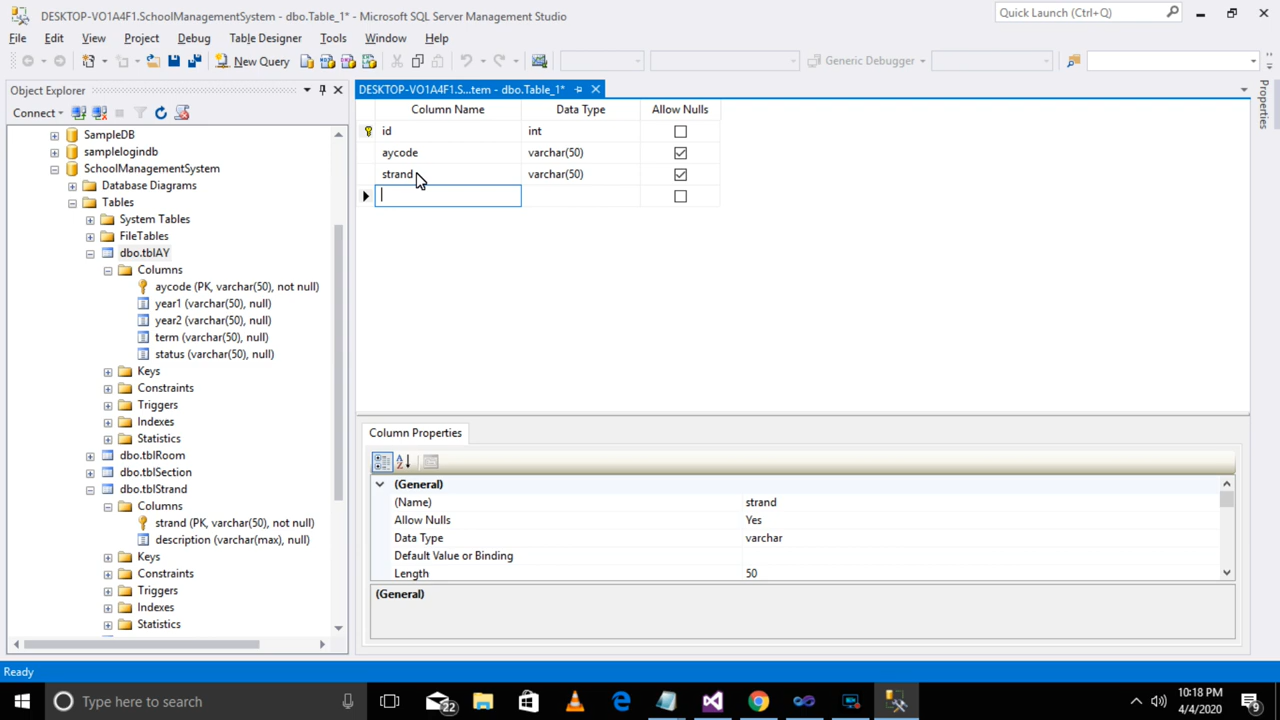 DESKTOP-VO1A4F1.SchoolManagementSystem - dbo.Table_1* - Microsoft SQL Server Management Studio
Quick Launch (Ctrl+Q)
File Edit View Project Debug Table Designer Tools Window Help
New Query
Generic Debugger
Object Explorer
DESKTOP-VO1A4F1.S...tem - dbo.Table_1*
Properties
Connect
Column Name Data Type Allow Nulls
id int
aycode varchar(50)
strand varchar(50)
SampleDB
samplelogindb
SchoolManagementSystem
Database Diagrams
Tables
System Tables
FileTables
dbo.tblAY
Columns
aycode (PK, varchar(50), not null)
year1 (varchar(50), null)
year2 (varchar(50), null)
term (varchar(50), null)
status (varchar(50), null)
Keys
Constraints
Triggers
Indexes
Statistics
dbo.tblRoom
dbo.tblSection
dbo.tblStrand
Columns
strand (PK, varchar(50), not null)
description (varchar(max), null)
Keys
Constraints
Triggers
Indexes
Statistics
Column Properties
(General)
(Name) strand
Allow Nulls Yes
Data Type varchar
Default Value or Binding
Length 50
(General)
Ready
Type here to search
22
10:18 PM
4/4/2020
9